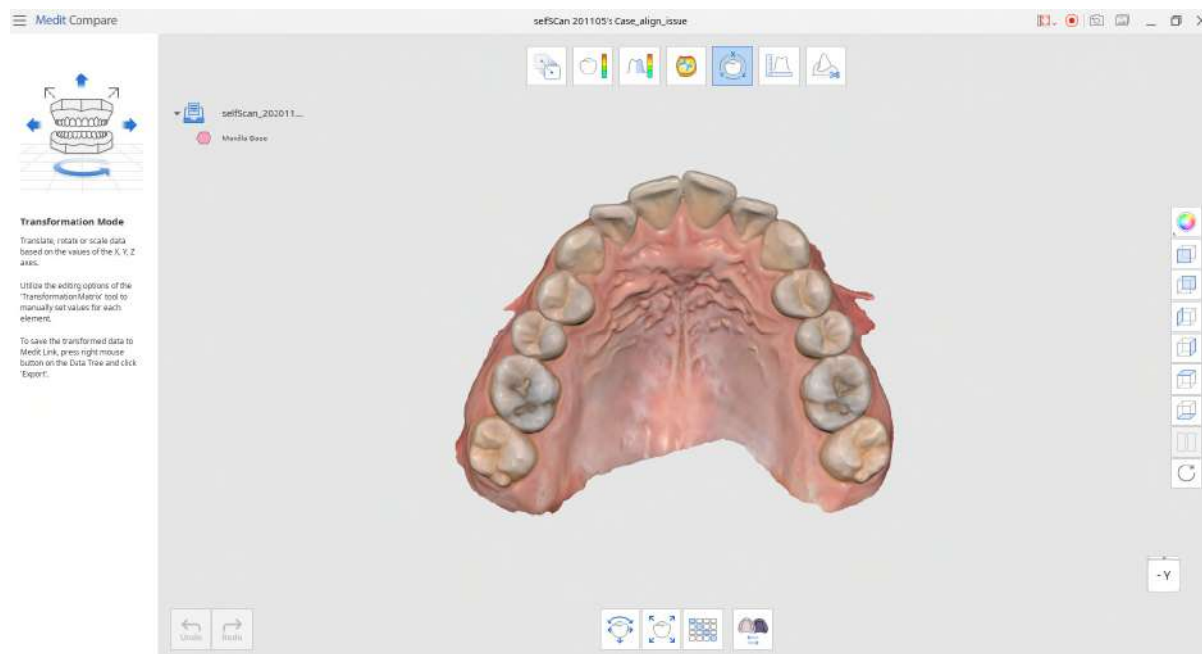 Medit Compare
selfScan 201105's Case_align_issue
selfScan_202011...
Maxilla Base
Transformation Mode
Translate, rotate or scale data
based on the values of the X, Y, Z
axes.
Utilize the editing options of the
'Transformation Matrix' tool to
manually set values for each
element.
To save the transformed data to
Medit Link, press right mouse
button on the Data Tree and click
'Export'.
- Y
Undo
Redo